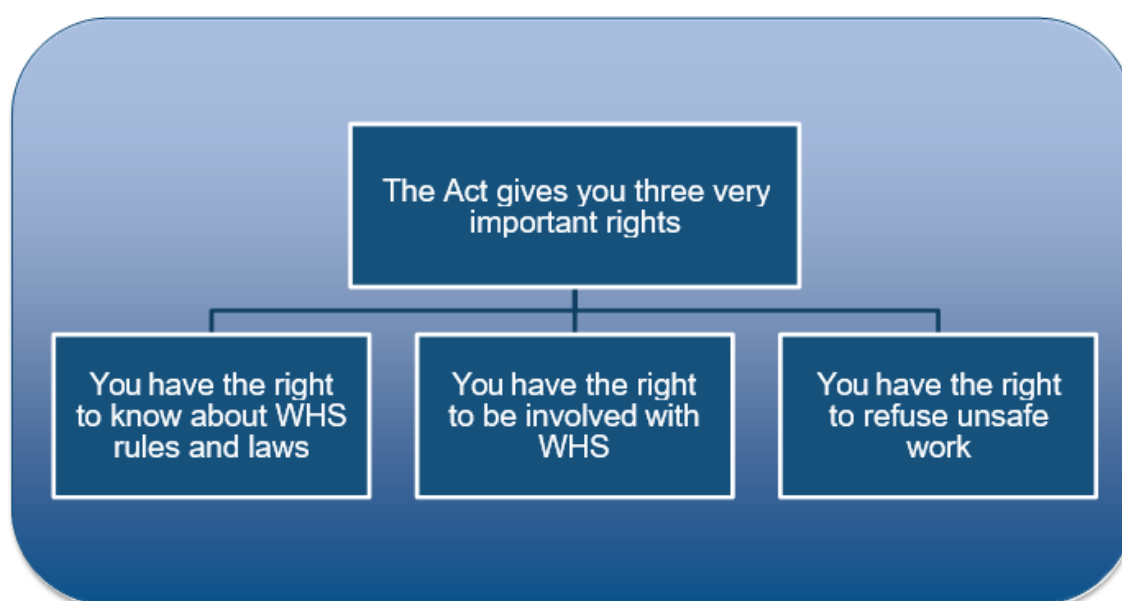 The Act gives you three very
important rights
You have the right
to know about WHS
rules and laws
You have the right
to be involved with
WHS
You have the right
to refuse unsafe
work